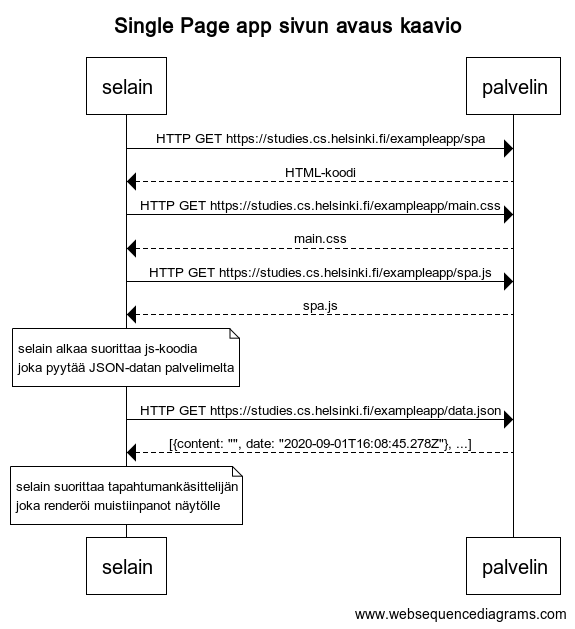 Single Page app sivun avaus kaavio
selain
palvelin
HTTP GET https://studies.cs.helsinki.fi/exampleapp/spa
HTML-koodi
HTTP GET https://studies.cs.helsinki.fi/exampleapp/main.css
main.css
HTTP GET https://studies.cs.helsinki.fi/exampleapp/spa.js
spa.js
selain alkaa suorittaa js-koodia
joka pyytää JSON-datan palvelimelta
HTTP GET https://studies.cs.helsinki.fi/exampleapp/data.json
[{content: "", date: "2020-09-01T16:08:45.278Z"}, ...]
selain suorittaa tapahtumankäsittelijän
joka renderöi muistiinpanot näytölle
selain
palvelin
www.websequencediagrams.com